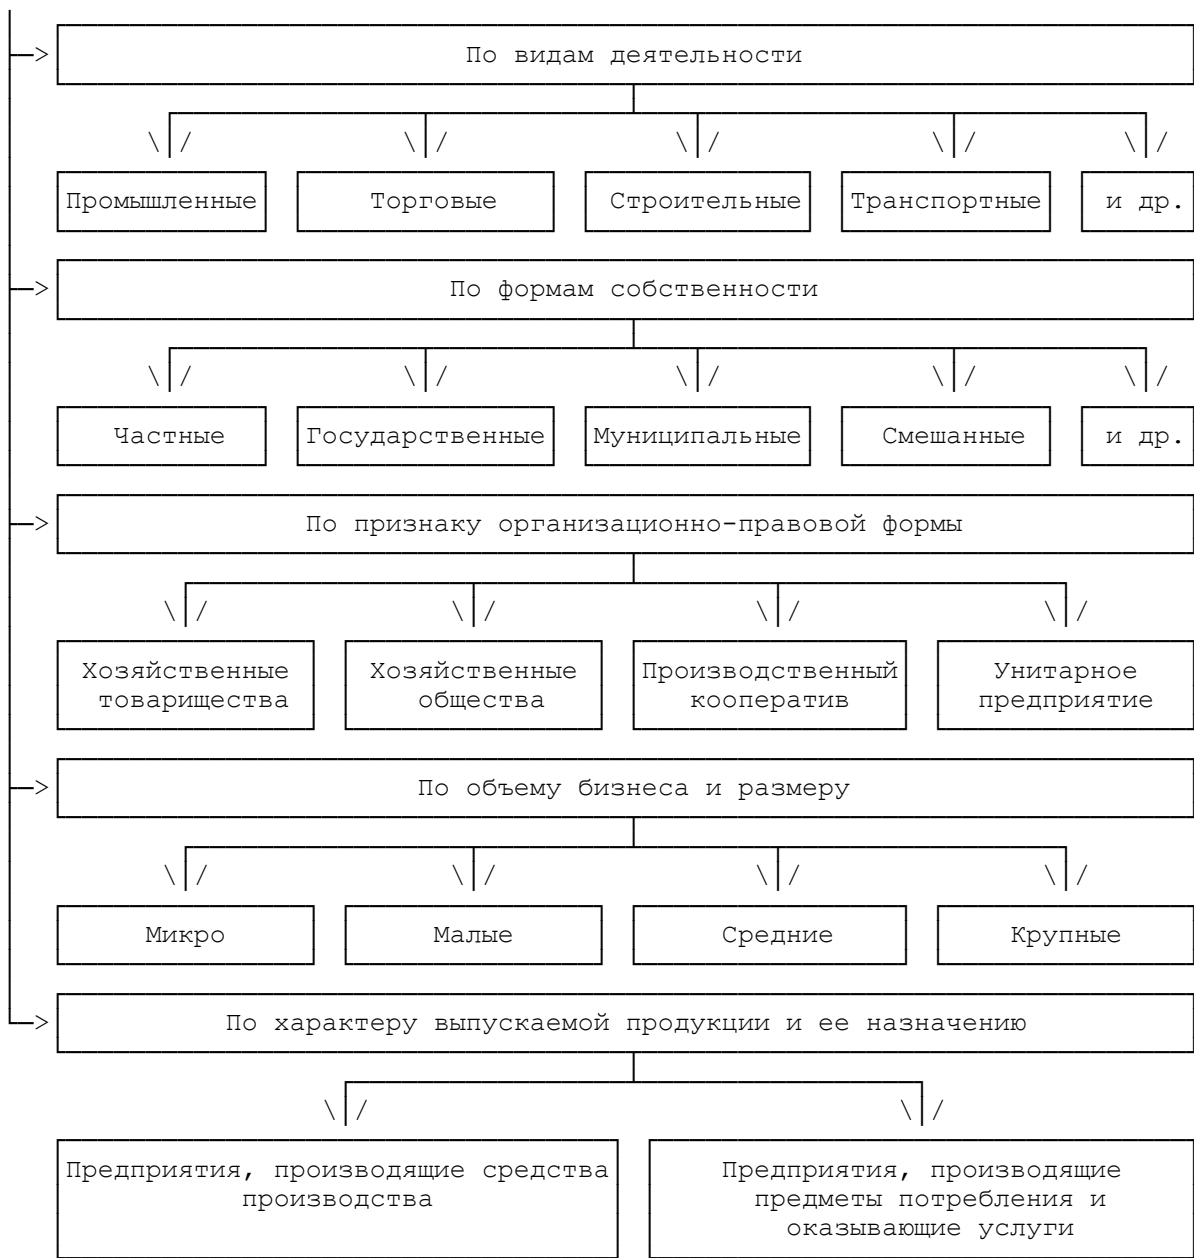 По видам деятельности
Промышленные Торговые Строительные Транспортные и др.
По формам собственности
Частные Государственные Муниципальные Смешанные и др.
По признаку организационно-правовой формы
Хозяйственные Хозяйственные Производственный Унитарное
товарищества общества кооператив предприятие
По объему бизнеса и размеру
Микро Малые Средние Крупные
По характеру выпускаемой продукции и ее назначению
Предприятия, производящие средства Предприятия, производящие
производства предметы потребления и
оказывающие услуги